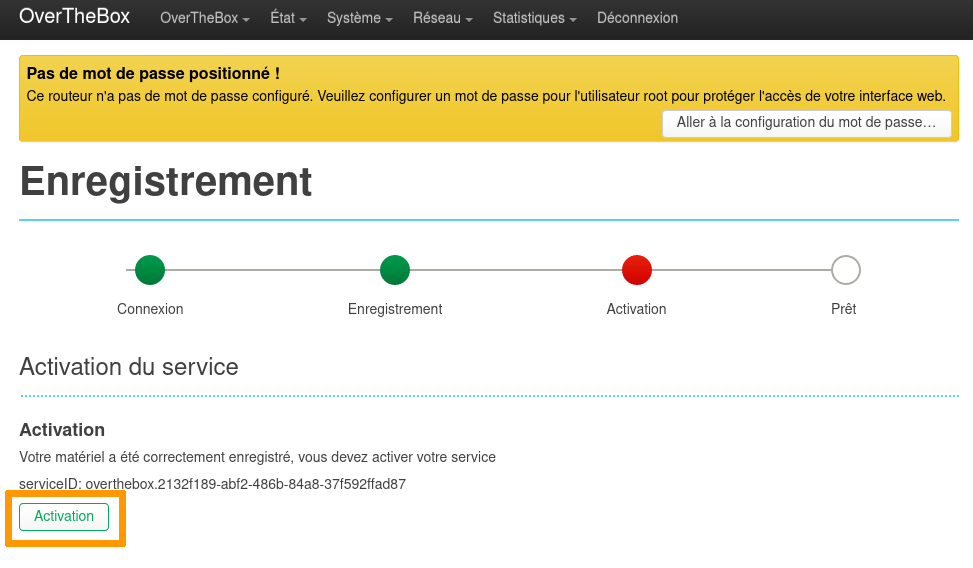 OverTheBox OverTheBox État Système Réseau Statistiques Déconnexion
Pas de mot de passe positionné !
Ce routeur n'a pas de mot de passe configuré. Veuillez configurer un mot de passe pour l'utilisateur root pour protéger l'accès de votre interface web.
Aller à la configuration du mot de passe…
Enregistrement
Connexion Enregistrement Activation Prêt
Activation du service
Activation
Votre matériel a été correctement enregistré, vous devez activer votre service
serviceID: overthebox.2132f189-abf2-486b-84a8-37f592ffad87
Activation